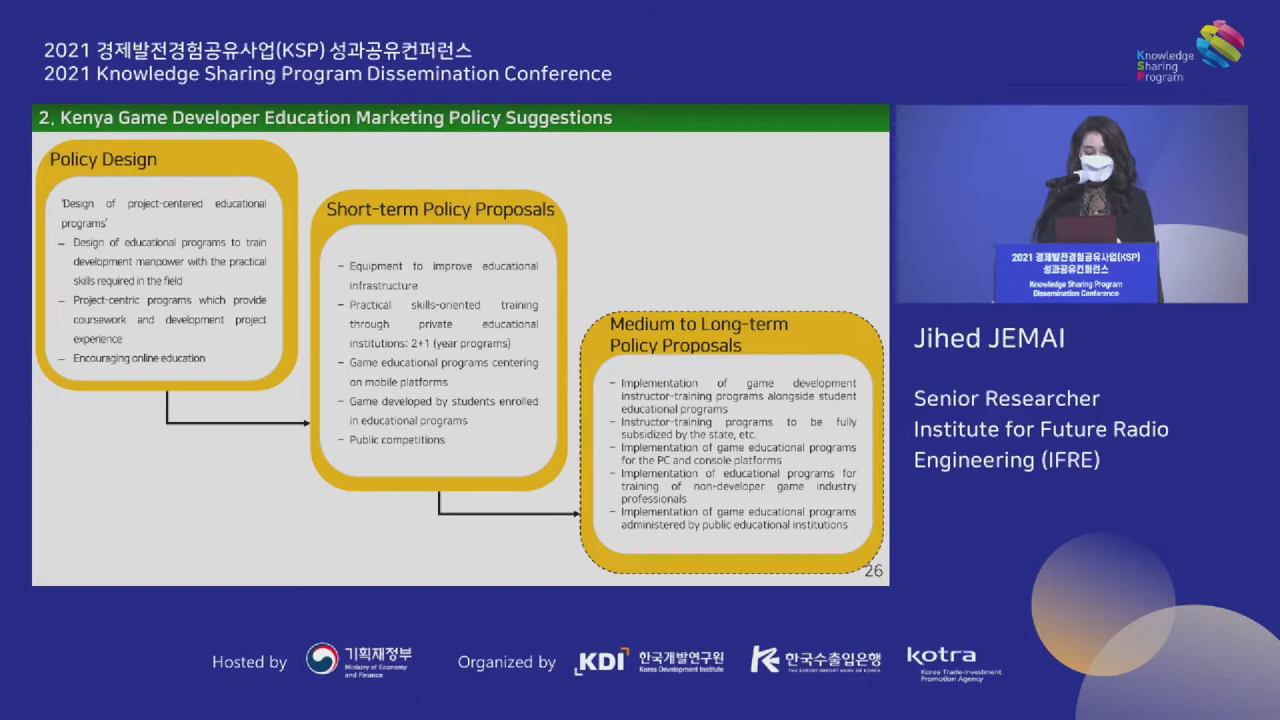 2021 경제발전경험공유사업(KSP) 성과공유컨퍼런스
2021 Knowledge Sharing Program Dissemination Conference
Knowledge
Sharing
Program
2. Kenya Game Developer Education Marketing Policy Suggestions
Policy Design
'Design of project-centered educational
programs'
– Design of educational programs to train
development manpower with the practical
skills required in the field
– Project-centric programs which provide
coursework and development project
experience
– Encouraging online education
Short-term Policy Proposals
– Equipment to improve educational
infrastructure
– Practical skills-oriented training
through private educational
institutions: 2+1 (year programs)
– Game educational programs centering
on mobile platforms
– Game developed by students enrolled
in educational programs
– Public competitions
Medium to Long-term
Policy Proposals
– Implementation of game development
instructor-training programs alongside student
educational programs
– Instructor-training programs to be fully
subsidized by the state, etc.
– Implementation of game educational programs
for the PC and console platforms
– Implementation of educational programs for
training of non-developer game industry
professionals
– Implementation of game educational programs
administered by public educational institutions
26
2021 경제발전경험공유사업(KSP)
성과공유컨퍼런스
Knowledge Sharing Program
Dissemination Conference
Jihed JEMAI
Senior Researcher
Institute for Future Radio
Engineering (IFRE)
Hosted by
기획재정부
Ministry of Economy
and Finance
Organized by
KDI 한국개발연구원
Korea Development Institute
한국수출입은행
THE EXPORT-IMPORT BANK OF KOREA
kotra
Korea Trade-Investment
Promotion Agency